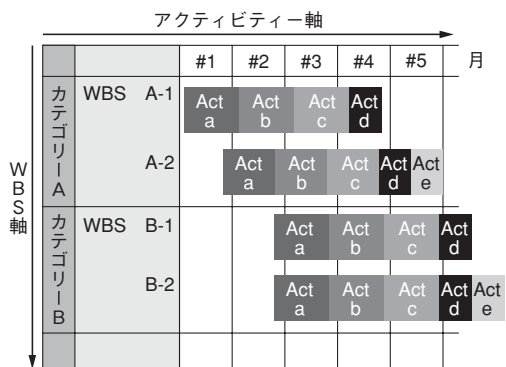 アクティビティー軸
#1 #2 #3 #4 #5 月
WBS軸
カテゴリーA
WBS A-1
Act a Act b Act c Act d
A-2
Act a Act b Act c Act d Act e
カテゴリーB
WBS B-1
Act a Act b Act c Act d
B-2
Act a Act b Act c Act d Act e